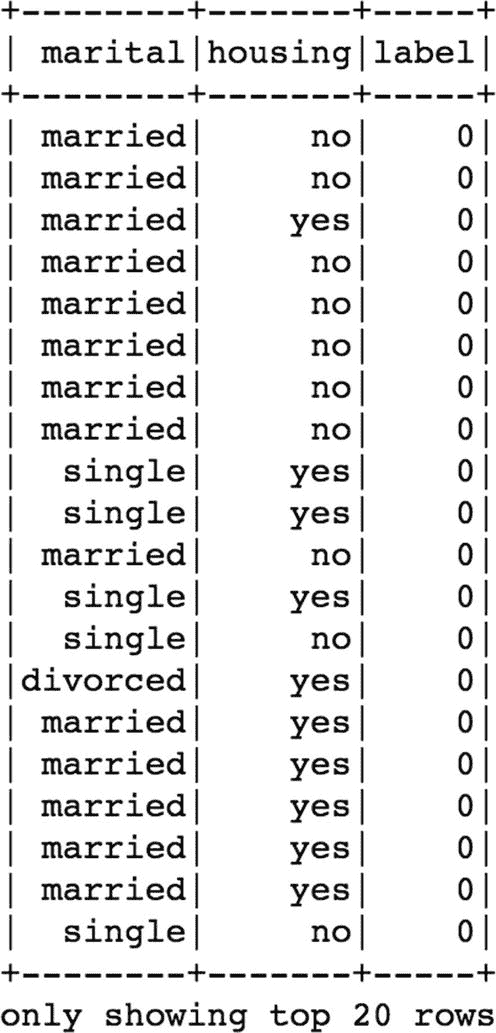 +--------+-------+-----+
| marital|housing|label|
+--------+-------+-----+
| married|     no|    0|
| married|     no|    0|
| married|    yes|    0|
| married|     no|    0|
| married|     no|    0|
| married|     no|    0|
| married|     no|    0|
| married|     no|    0|
|  single|    yes|    0|
|  single|    yes|    0|
| married|     no|    0|
|  single|    yes|    0|
|  single|     no|    0|
|divorced|    yes|    0|
| married|    yes|    0|
| married|    yes|    0|
| married|    yes|    0|
| married|    yes|    0|
| married|    yes|    0|
|  single|     no|    0|
+--------+-------+-----+
only showing top 20 rows